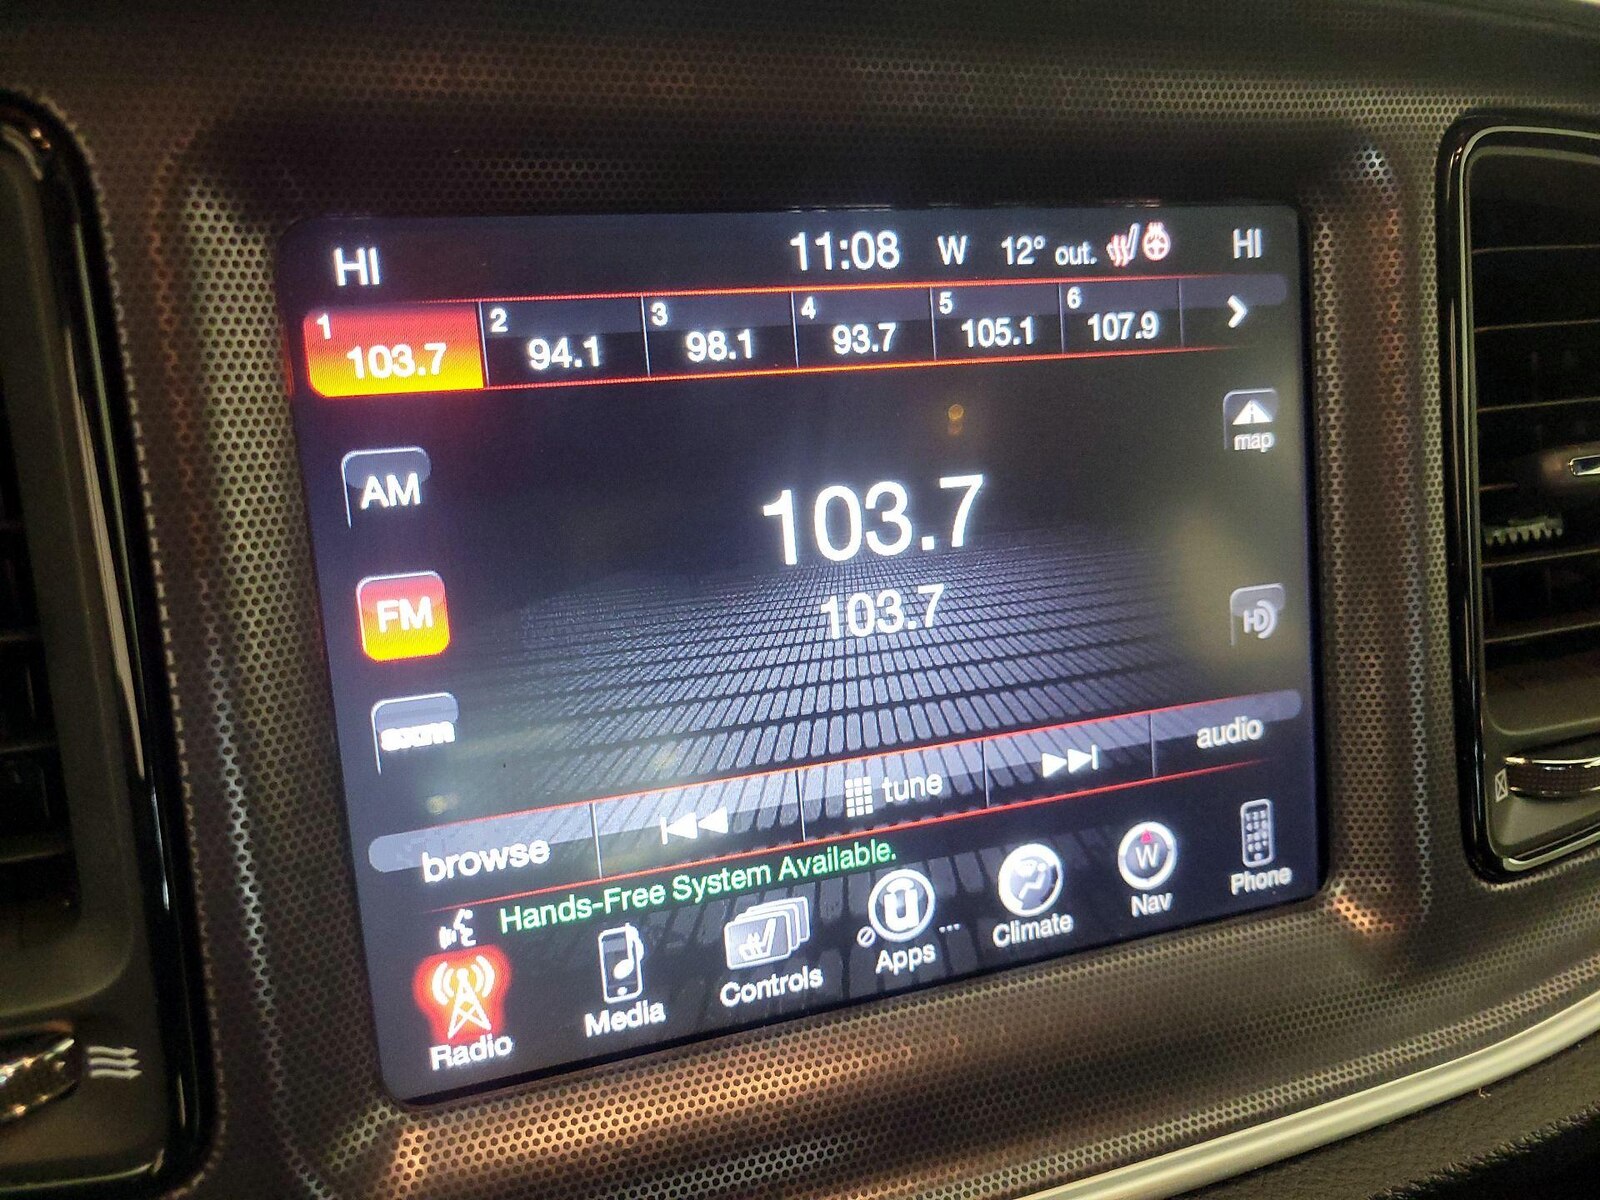 HI 11:08 W 12° out. HI
1 2 3 4 5 6
103.7 94.1 98.1 93.7 105.1 107.9
map
AM
103.7
FM
103.7
HD
sxm
browse tune audio
Hands-Free System Available.
Radio Media Controls Apps ... Climate W Nav Phone